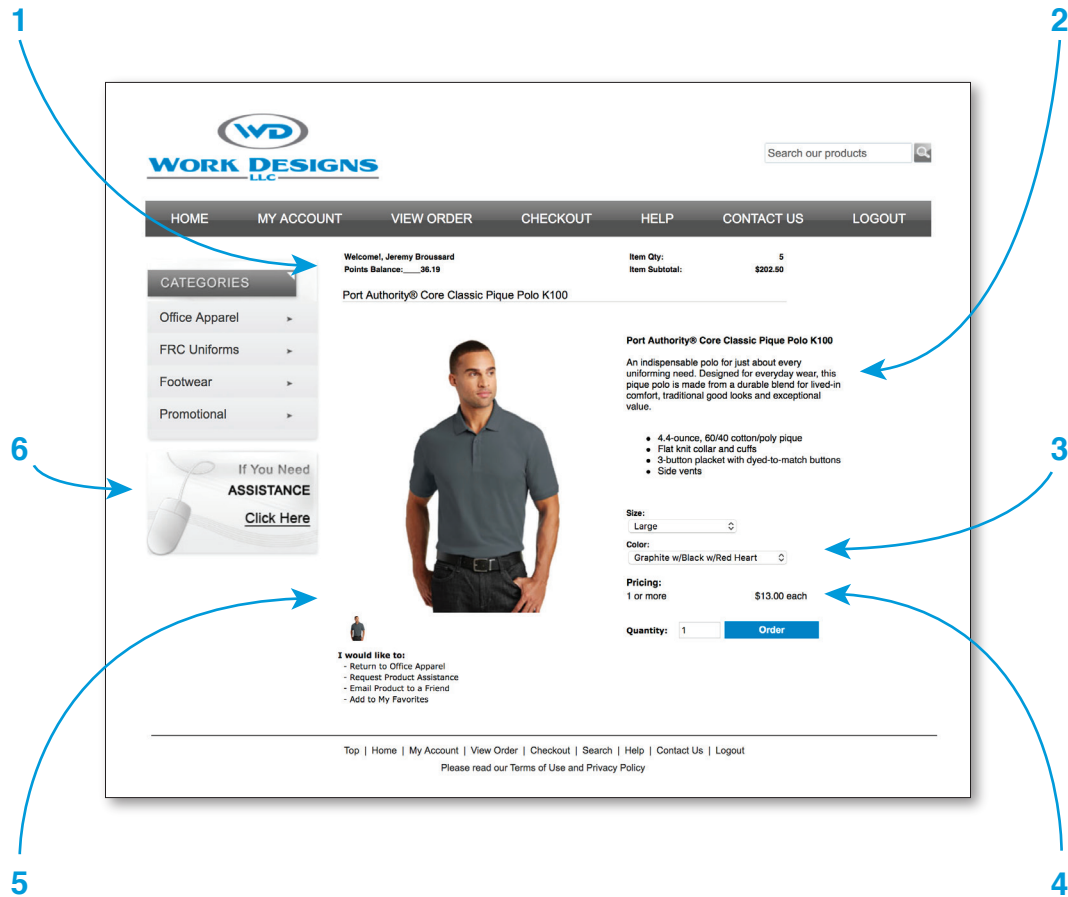 1
2
WD
WORK DESIGNS
LLC
Search our products
HOME MY ACCOUNT VIEW ORDER CHECKOUT HELP CONTACT US LOGOUT
Welcome!, Jeremy Broussard
Points Balance:____36.19
Item Qty: 5
Item Subtotal: $202.50
CATEGORIES
Office Apparel
FRC Uniforms
Footwear
Promotional
6
If You Need
ASSISTANCE
Click Here
Port Authority® Core Classic Pique Polo K100
Port Authority® Core Classic Pique Polo K100
An indispensable polo for just about every
uniforming need. Designed for everyday wear, this
pique polo is made from a durable blend for lived-in
comfort, traditional good looks and exceptional
value.
• 4.4-ounce, 60/40 cotton/poly pique
• Flat knit collar and cuffs
• 3-button placket with dyed-to-match buttons
• Side vents
3
Size:
Large
Color:
Graphite w/Black w/Red Heart
Pricing:
1 or more $13.00 each
Quantity: 1 Order
I would like to:
- Return to Office Apparel
- Request Product Assistance
- Email Product to a Friend
- Add to My Favorites
Top | Home | My Account | View Order | Checkout | Search | Help | Contact Us | Logout
Please read our Terms of Use and Privacy Policy
5
4